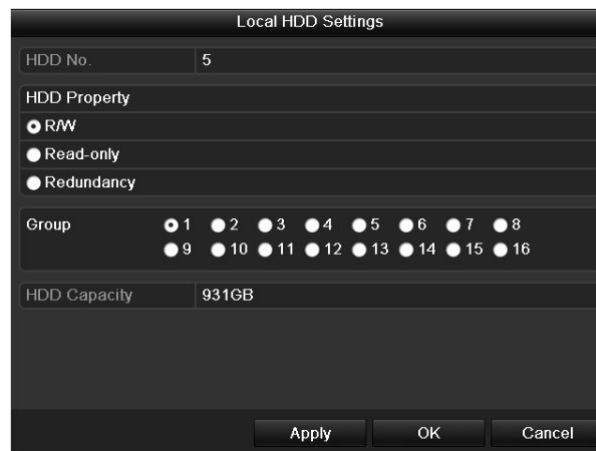 Local HDD Settings
HDD No. 5
HDD Property
R/W
Read-only
Redundancy
Group 1 2 3 4 5 6 7 8
9 10 11 12 13 14 15 16
HDD Capacity 931GB
Apply OK Cancel